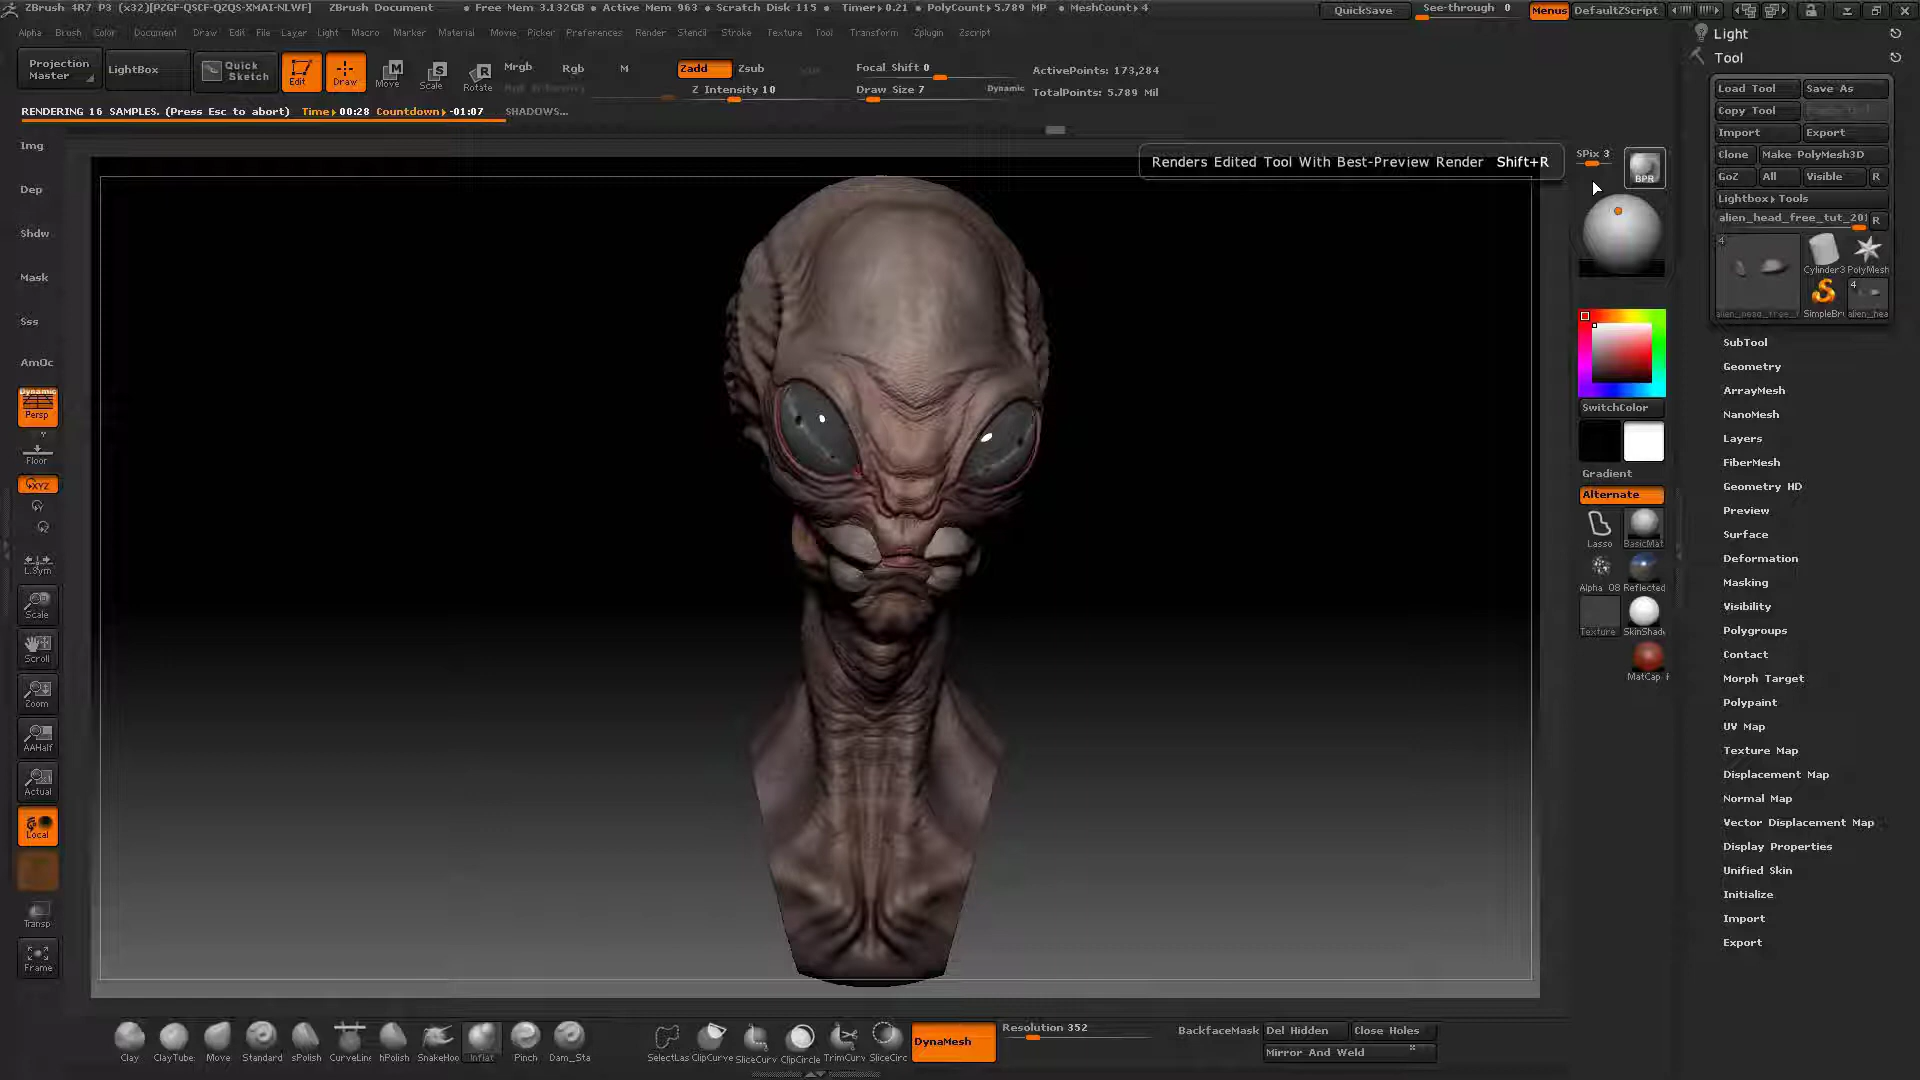 ZBrush 4R7 P3 (x32)[PZGF-QSCF-QZQS-XMAI-NLWF] ZBrush Document • Free Mem 3.132GB • Active Mem 963 • Scratch Disk 115 • Timer▸0.21 • PolyCount▸5.789 MP • MeshCount▸4 QuickSave See-through 0 Menus DefaultZScript
Alpha Brush Color Document Draw Edit File Layer Light Macro Marker Material Movie Picker Preferences Render Stencil Stroke Texture Tool Transform Zplugin Zscript
Light
Tool
Projection Master
LightBox
Quick Sketch
Edit
Draw
Move
Scale
Rotate
Mrgb Rgb M
Zadd Zsub
Z Intensity 10
Focal Shift 0
Draw Size 7
Dynamic
ActivePoints: 173,284
TotalPoints: 5.789 Mil
RENDERING 16 SAMPLES. (Press Esc to abort) Time▸00:28 Countdown▸-01:07 SHADOWS...
Renders Edited Tool With Best-Preview Render Shift+R
Img
Dep
Shdw
Mask
Sss
AmOc
Dynamic
Persp
Floor
XYZ
L.Sym
Scale
Scroll
Zoom
AAHalf
Actual
Local
Transp
Frame
SPix 3
BPR
SwitchColor
Gradient
Alternate
Lasso
BasicMat
Alpha 08
Reflected
Texture
SkinShad
MatCap
Load Tool Save As
Copy Tool
Import Export
Clone Make PolyMesh3D
GoZ All Visible R
Lightbox▸Tools
alien_head_free_tut_20 R
4
Cylinder3 PolyMesh
4
SimpleBru alien_hea
SubTool
Geometry
ArrayMesh
NanoMesh
Layers
FiberMesh
Geometry HD
Preview
Surface
Deformation
Masking
Visibility
Polygroups
Contact
Morph Target
Polypaint
UV Map
Texture Map
Displacement Map
Normal Map
Vector Displacement Map
Display Properties
Unified Skin
Initialize
Import
Export
Clay ClayTube Move Standard sPolish CurveLine hPolish SnakeHoo Inflat Pinch Dam_Sta
SelectLas ClipCurve SliceCurv ClipCircle TrimCurv SliceCirc
DynaMesh
Resolution 352
BackfaceMask Del Hidden Close Holes
Mirror And Weld